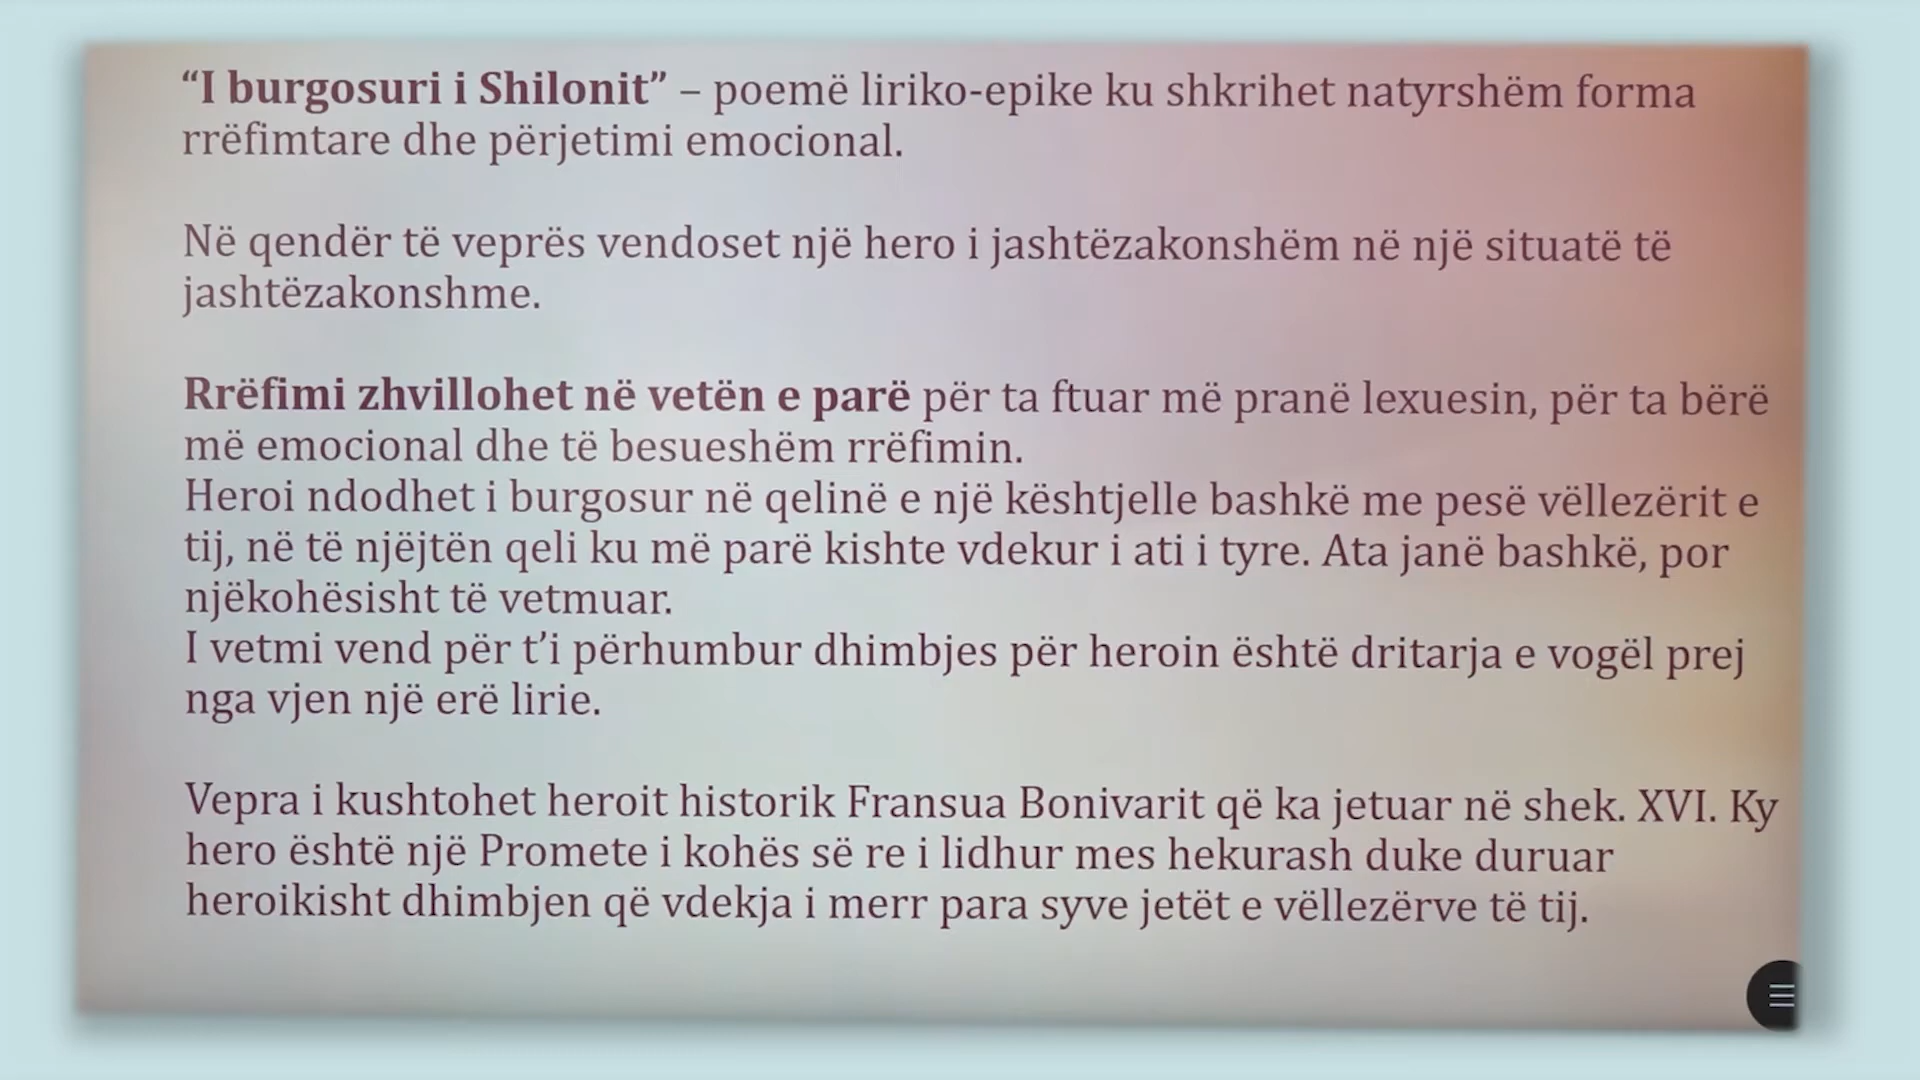 “I burgosuri i Shilonit” – poemë liriko-epike ku shkrihet natyrshëm forma
rrëfimtare dhe përjetimi emocional.
Në qendër të veprës vendoset një hero i jashtëzakonshëm në një situatë të
jashtëzakonshme.
Rrëfimi zhvillohet në vetën e parë për ta ftuar më pranë lexuesin, për ta bërë
më emocional dhe të besueshëm rrëfimin.
Heroi ndodhet i burgosur në qelinë e një kështjelle bashkë me pesë vëllezërit e
tij, në të njëjtën qeli ku më parë kishte vdekur i ati i tyre. Ata janë bashkë, por
njëkohësisht të vetmuar.
I vetmi vend për t’i përhumbur dhimbjes për heroin është dritarja e vogël prej
nga vjen një erë lirie.
Vepra i kushtohet heroit historik Fransua Bonivarit që ka jetuar në shek. XVI. Ky
hero është një Promete i kohës së re i lidhur mes hekurash duke duruar
heroikisht dhimbjen që vdekja i merr para syve jetët e vëllezërve të tij.